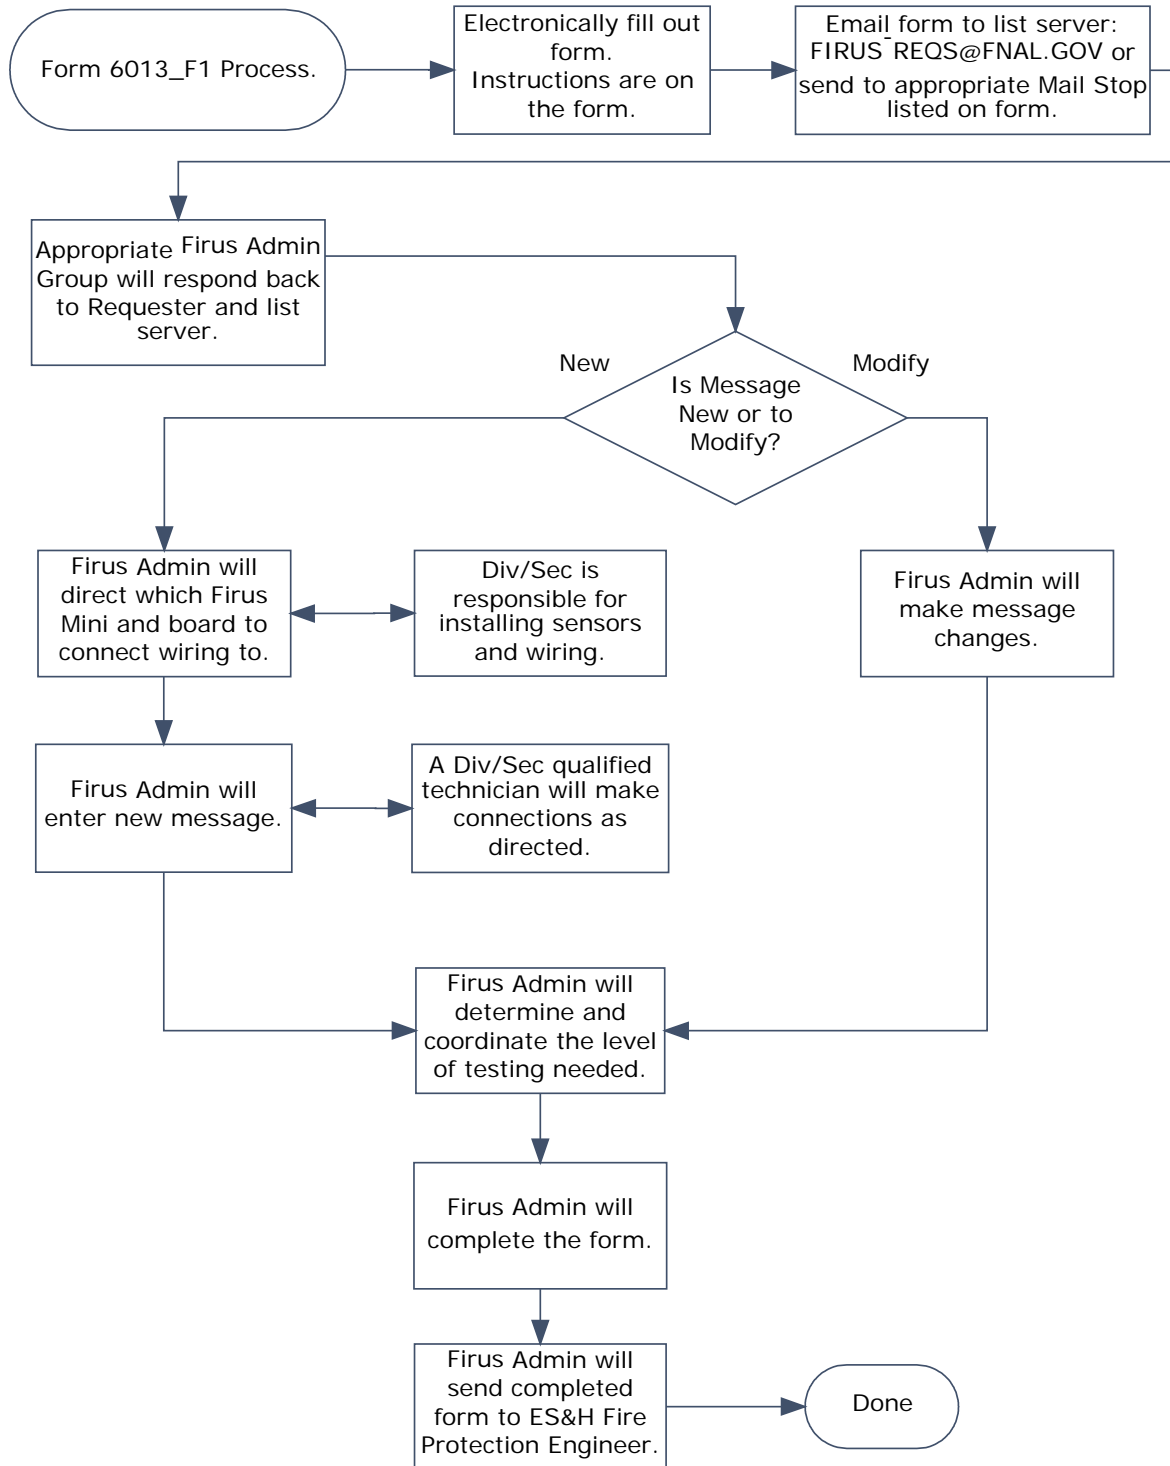 Form 6013_F1 Process.
Electronically fill out
form.
Instructions are on
the form.
Email form to list server:
FIRUS_REQS@FNAL.GOV or
send to appropriate Mail Stop
listed on form.
Appropriate Firus Admin
Group will respond back
to Requester and list
server.
New
Modify
Is Message
New or to
Modify?
Firus Admin will
direct which Firus
Mini and board to
connect wiring to.
Div/Sec is
responsible for
installing sensors
and wiring.
Firus Admin will
make message
changes.
Firus Admin will
enter new message.
A Div/Sec qualified
technician will make
connections as
directed.
Firus Admin will
determine and
coordinate the level
of testing needed.
Firus Admin will
complete the form.
Firus Admin will
send completed
form to ES&H Fire
Protection Engineer.
Done